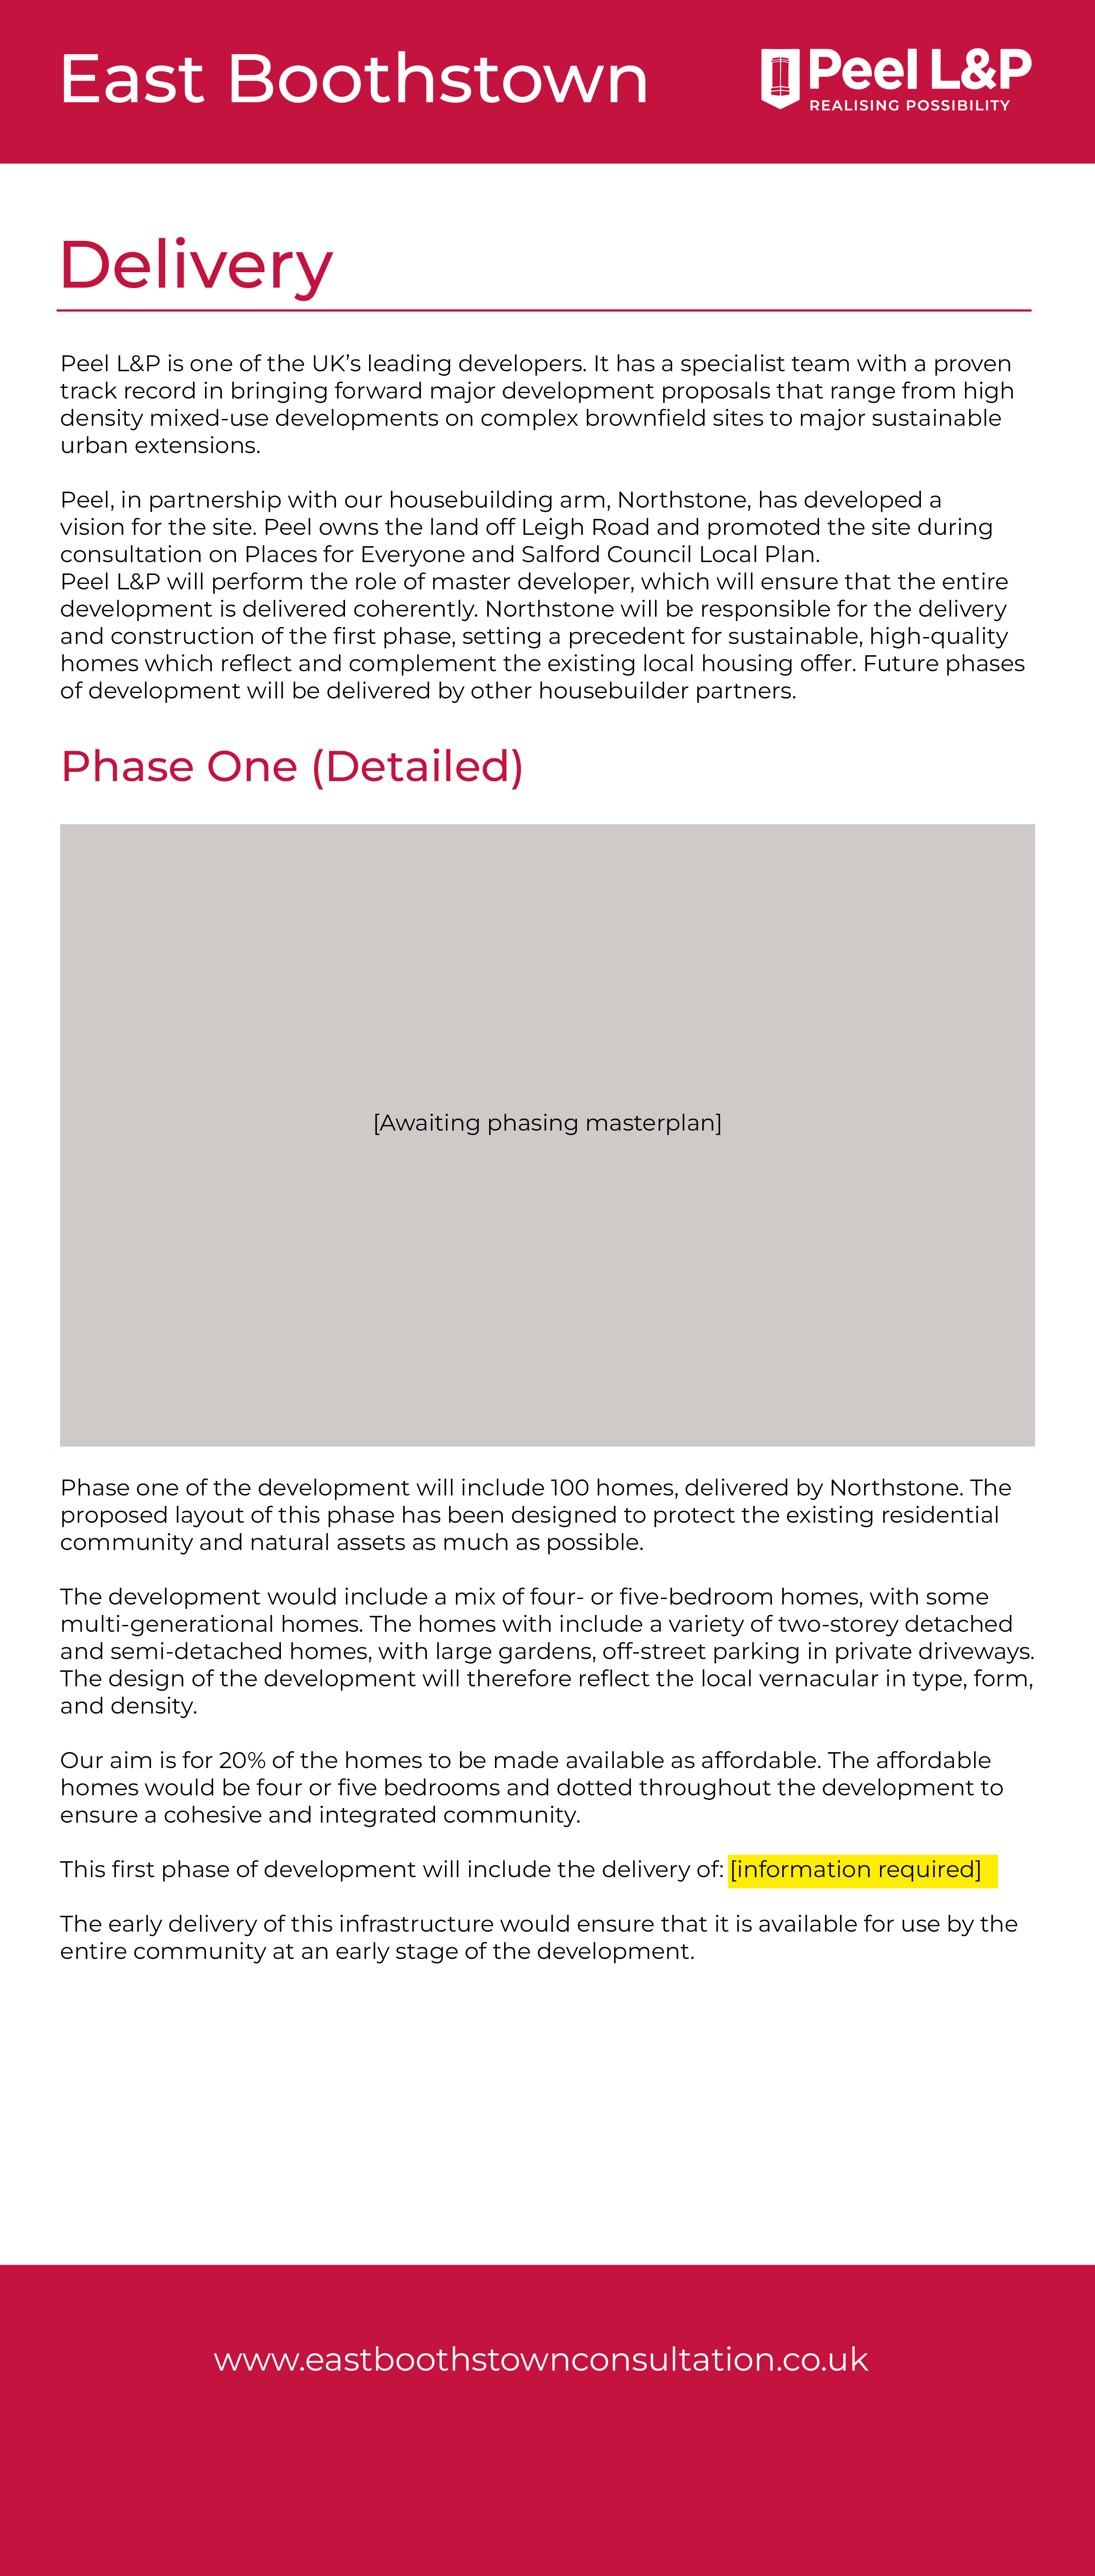 East Boothstown
Peel L&P
REALISING POSSIBILITY
Delivery
Peel L&P is one of the UK’s leading developers. It has a specialist team with a proven
track record in bringing forward major development proposals that range from high
density mixed-use developments on complex brownfield sites to major sustainable
urban extensions.
Peel, in partnership with our housebuilding arm, Northstone, has developed a
vision for the site. Peel owns the land off Leigh Road and promoted the site during
consultation on Places for Everyone and Salford Council Local Plan.
Peel L&P will perform the role of master developer, which will ensure that the entire
development is delivered coherently. Northstone will be responsible for the delivery
and construction of the first phase, setting a precedent for sustainable, high-quality
homes which reflect and complement the existing local housing offer. Future phases
of development will be delivered by other housebuilder partners.
Phase One (Detailed)
[Awaiting phasing masterplan]
Phase one of the development will include 100 homes, delivered by Northstone. The
proposed layout of this phase has been designed to protect the existing residential
community and natural assets as much as possible.
The development would include a mix of four- or five-bedroom homes, with some
multi-generational homes. The homes with include a variety of two-storey detached
and semi-detached homes, with large gardens, off-street parking in private driveways.
The design of the development will therefore reflect the local vernacular in type, form,
and density.
Our aim is for 20% of the homes to be made available as affordable. The affordable
homes would be four or five bedrooms and dotted throughout the development to
ensure a cohesive and integrated community.
This first phase of development will include the delivery of: [information required]
The early delivery of this infrastructure would ensure that it is available for use by the
entire community at an early stage of the development.
www.eastboothstownconsultation.co.uk